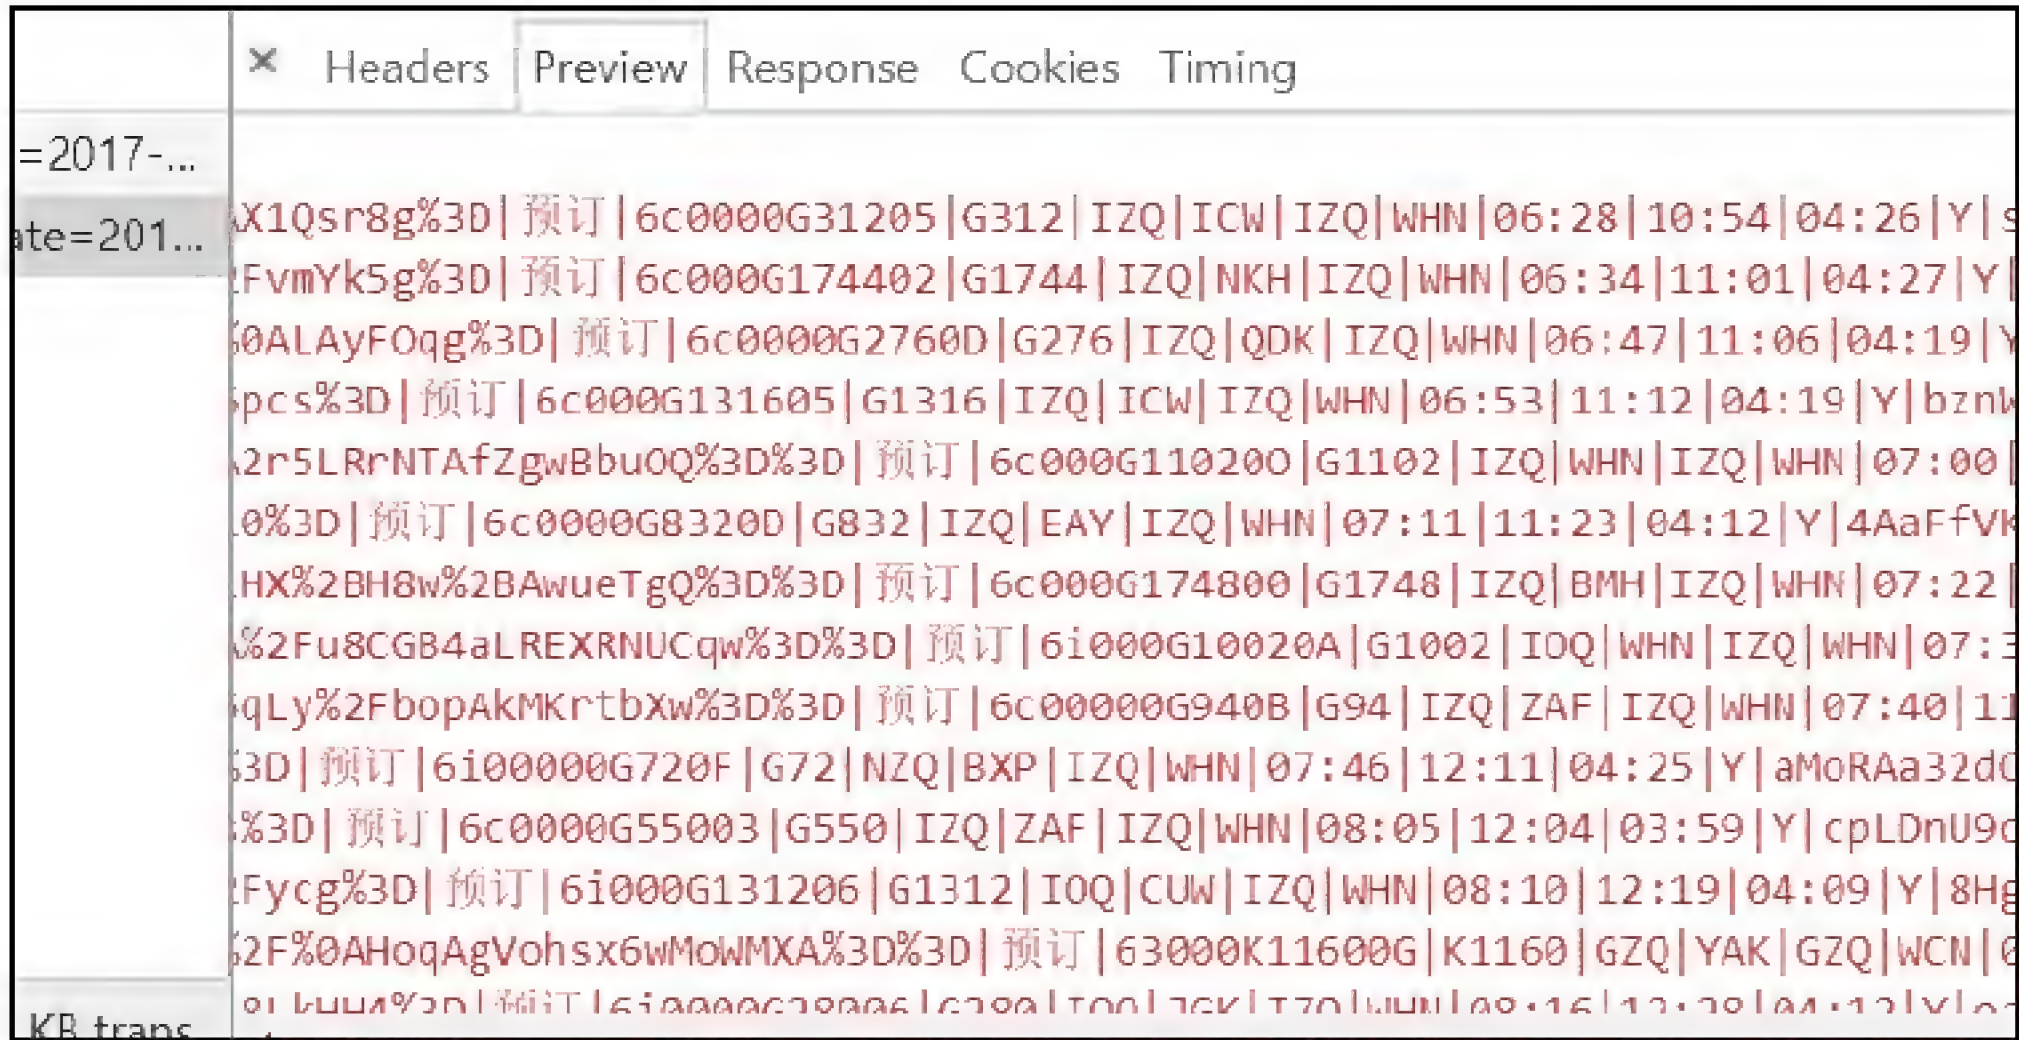 × Headers Preview Response Cookies Timing
=2017-...
ate=201...
X1Qsr8g%3D|预订|6c0000G31205|G312|IZQ|ICW|IZQ|WHN|06:28|10:54|04:26|Y|s
FvmYk5g%3D|预订|6c000G174402|G1744|IZQ|NKH|IZQ|WHN|06:34|11:01|04:27|Y|
0ALAyFOqg%3D|预订|6c0000G2760D|G276|IZQ|QDK|IZQ|WHN|06:47|11:06|04:19|Y
pcs%3D|预订|6c000G131605|G1316|IZQ|ICW|IZQ|WHN|06:53|11:12|04:19|Y|bznW
2r5LRrNTAfZgwBbuOQ%3D%3D|预订|6c000G11020O|G1102|IZQ|WHN|IZQ|WHN|07:00|
0%3D|预订|6c0000G8320D|G832|IZQ|EAY|IZQ|WHN|07:11|11:23|04:12|Y|4AaFfVK
HX%2BH8w%2BAwueTgQ%3D%3D|预订|6c000G174800|G1748|IZQ|BMH|IZQ|WHN|07:22|
%2Fu8CGB4aLREXRNUCqw%3D%3D|预订|6i000G10020A|G1002|IOQ|WHN|IZQ|WHN|07:3
qLy%2FbopAkMKrtbXw%3D%3D|预订|6c00000G940B|G94|IZQ|ZAF|IZQ|WHN|07:40|11
3D|预订|6i00000G720F|G72|NZQ|BXP|IZQ|WHN|07:46|12:11|04:25|Y|aMoRAa32d
%3D|预订|6c0000G55003|G550|IZQ|ZAF|IZQ|WHN|08:05|12:04|03:59|Y|cpLDnU9
Fycg%3D|预订|6i000G131206|G1312|IOQ|CUW|IZQ|WHN|08:10|12:19|04:09|Y|8Hg
2F%0AHoqAgVohsx6wMoWMXA%3D%3D|预订|63000K11600G|K1160|GZQ|YAK|GZQ|WCN|0
KB trans